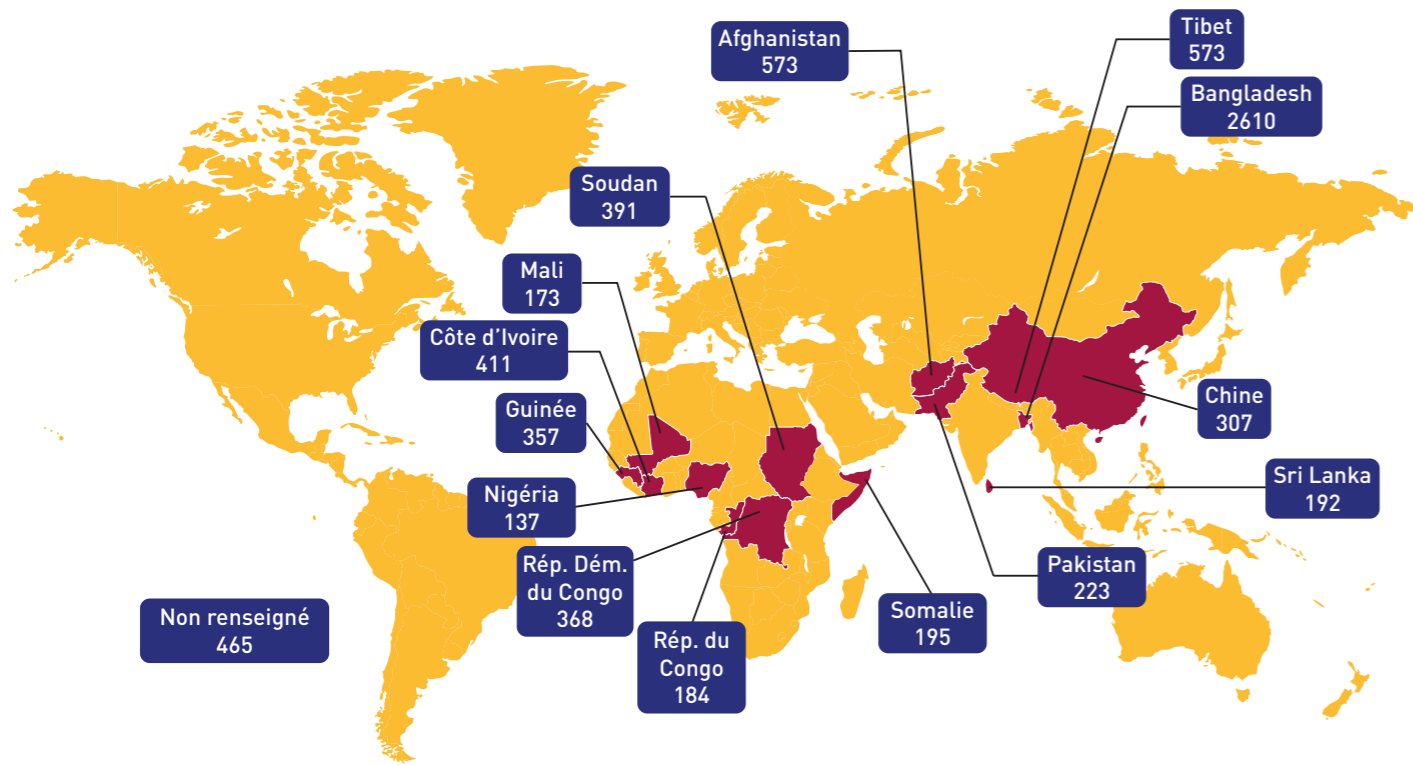 Afghanistan
573
Tibet
573
Bangladesh
2610
Soudan
391
Mali
173
Côte d’Ivoire
411
Guinée
357
Nigéria
137
Rép. Dém.
du Congo
368
Rép. du
Congo
184
Somalie
195
Pakistan
223
Chine
307
Sri Lanka
192
Non renseigné
465